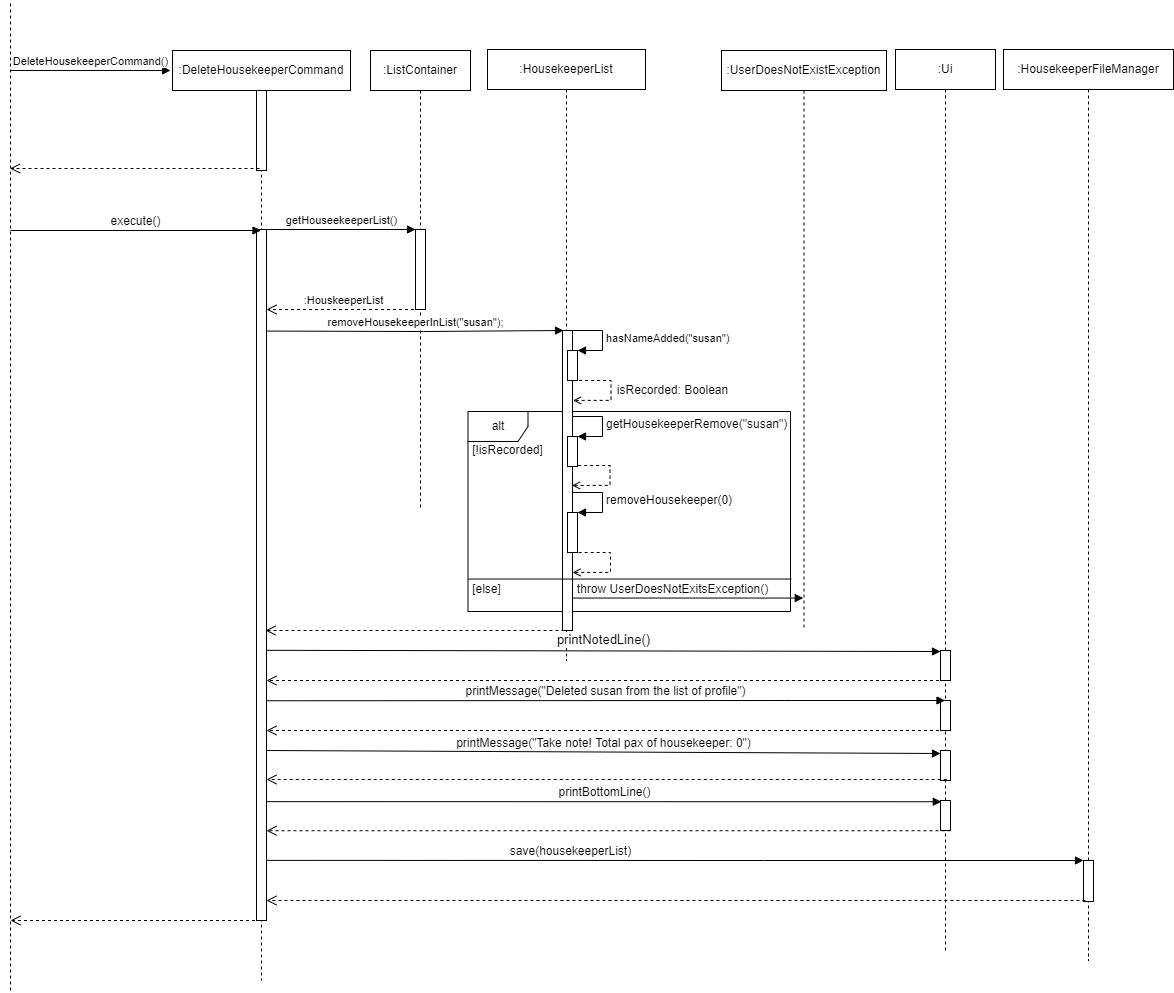 DeleteHousekeeperCommand()
:DeleteHousekeeperCommand
:ListContainer
:HousekeeperList
:UserDoesNotExistException
:Ui
:HousekeeperFileManager
execute()
getHouseekeeperList()
:HouskeeperList
removeHousekeeperInList("susan");
hasNameAdded("susan")
isRecorded: Boolean
alt
getHousekeeperRemove("susan")
[!isRecorded]
removeHousekeeper(0)
[else]
throw UserDoesNotExitsException()
printNotedLine()
printMessage("Deleted susan from the list of profile")
printMessage("Take note! Total pax of housekeeper: 0")
printBottomLine()
save(housekeeperList)